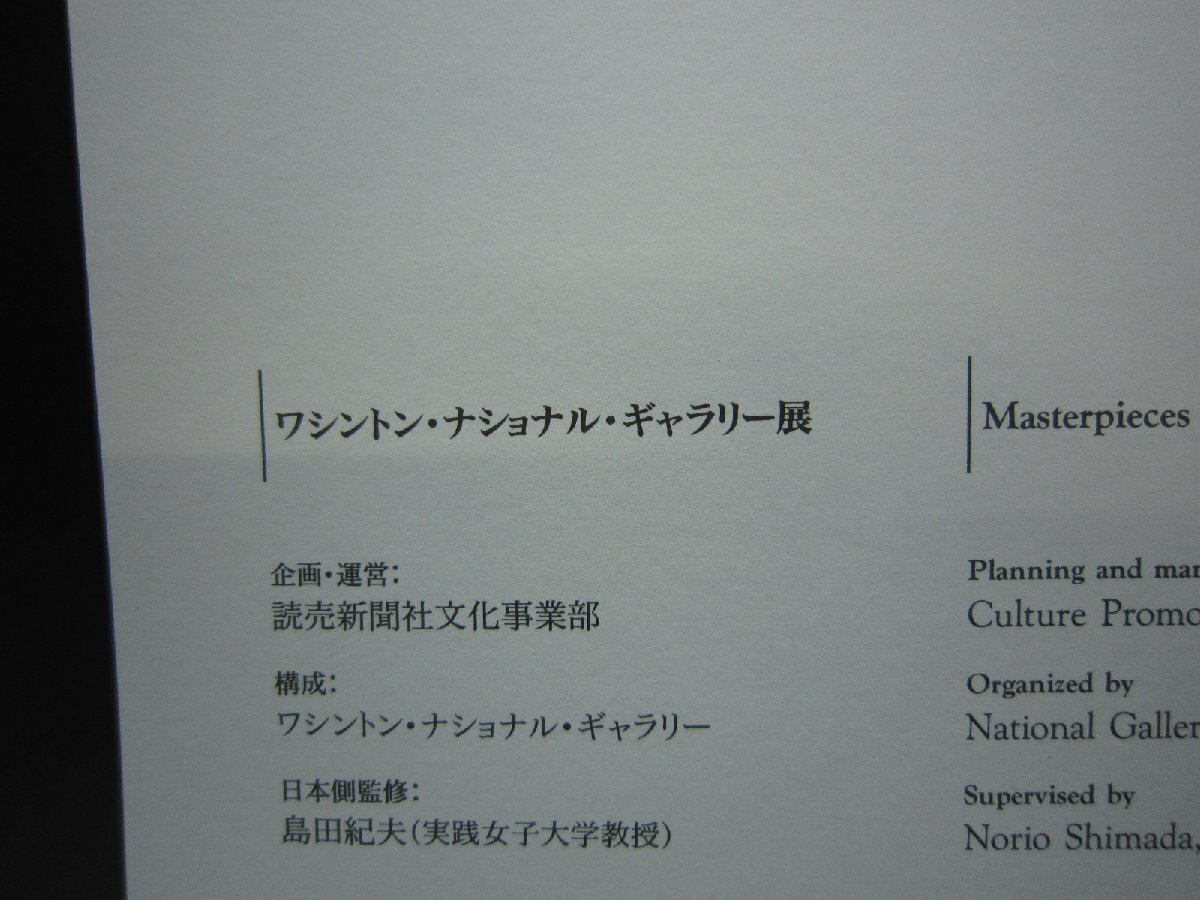 ワシントン・ナショナル・ギャラリー展
企画・運営：
読売新聞社文化事業部
構成：
ワシントン・ナショナル・ギャラリー
日本側監修：
島田紀夫（実践女子大学教授）
Masterpieces
Planning and
Culture
Organized by
National
Supervised by
Norio Shimada,